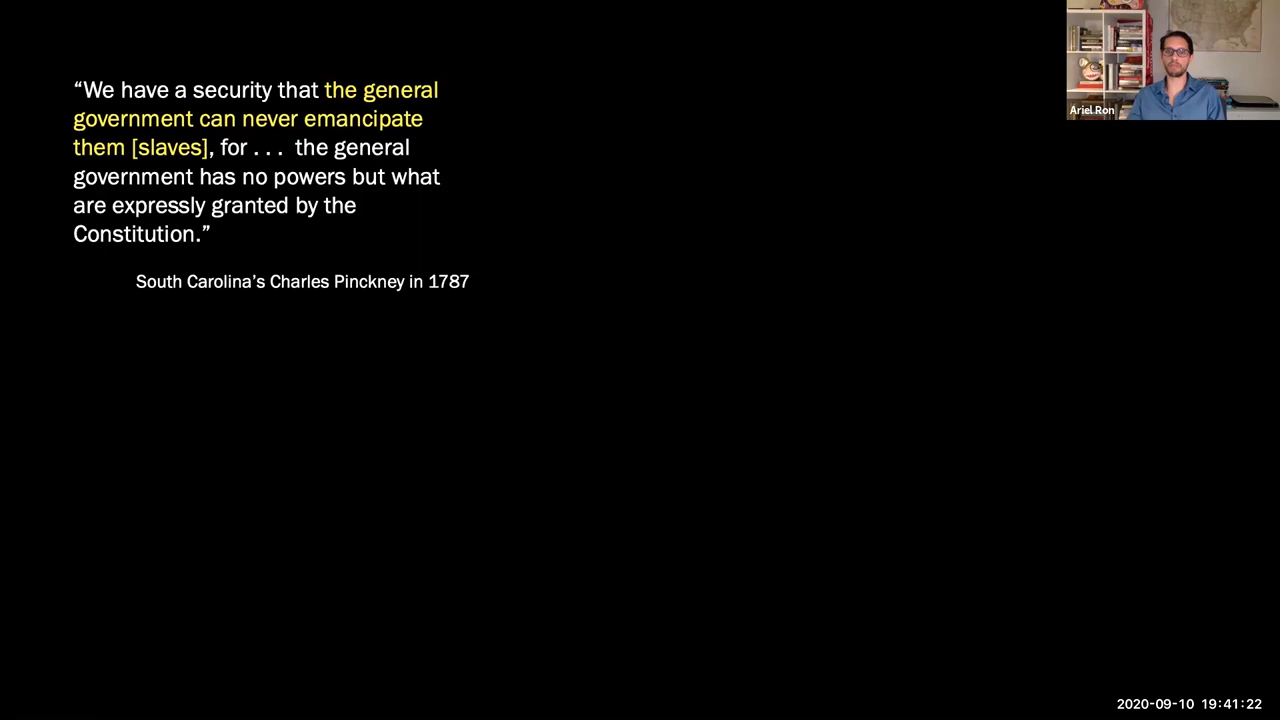 “We have a security that the general
government can never emancipate
them [slaves], for . . .  the general
government has no powers but what
are expressly granted by the
Constitution.”
South Carolina’s Charles Pinckney in 1787
Ariel Ron
2020-09-10 19:41:22